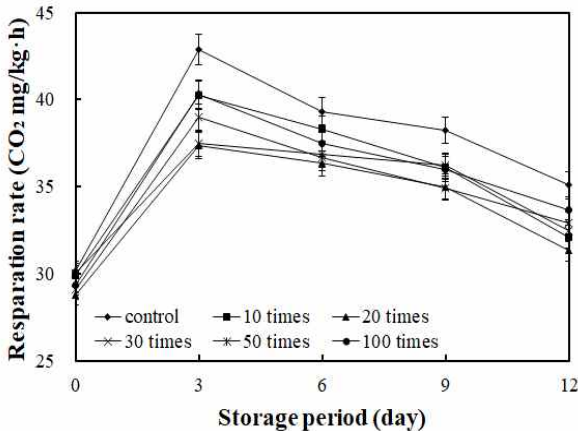 45
40
35
30
25
Resparation rate (CO₂ mg/kg·h)
control 10 times 20 times
30 times 50 times 100 times
0 3 6 9 12
Storage period (day)